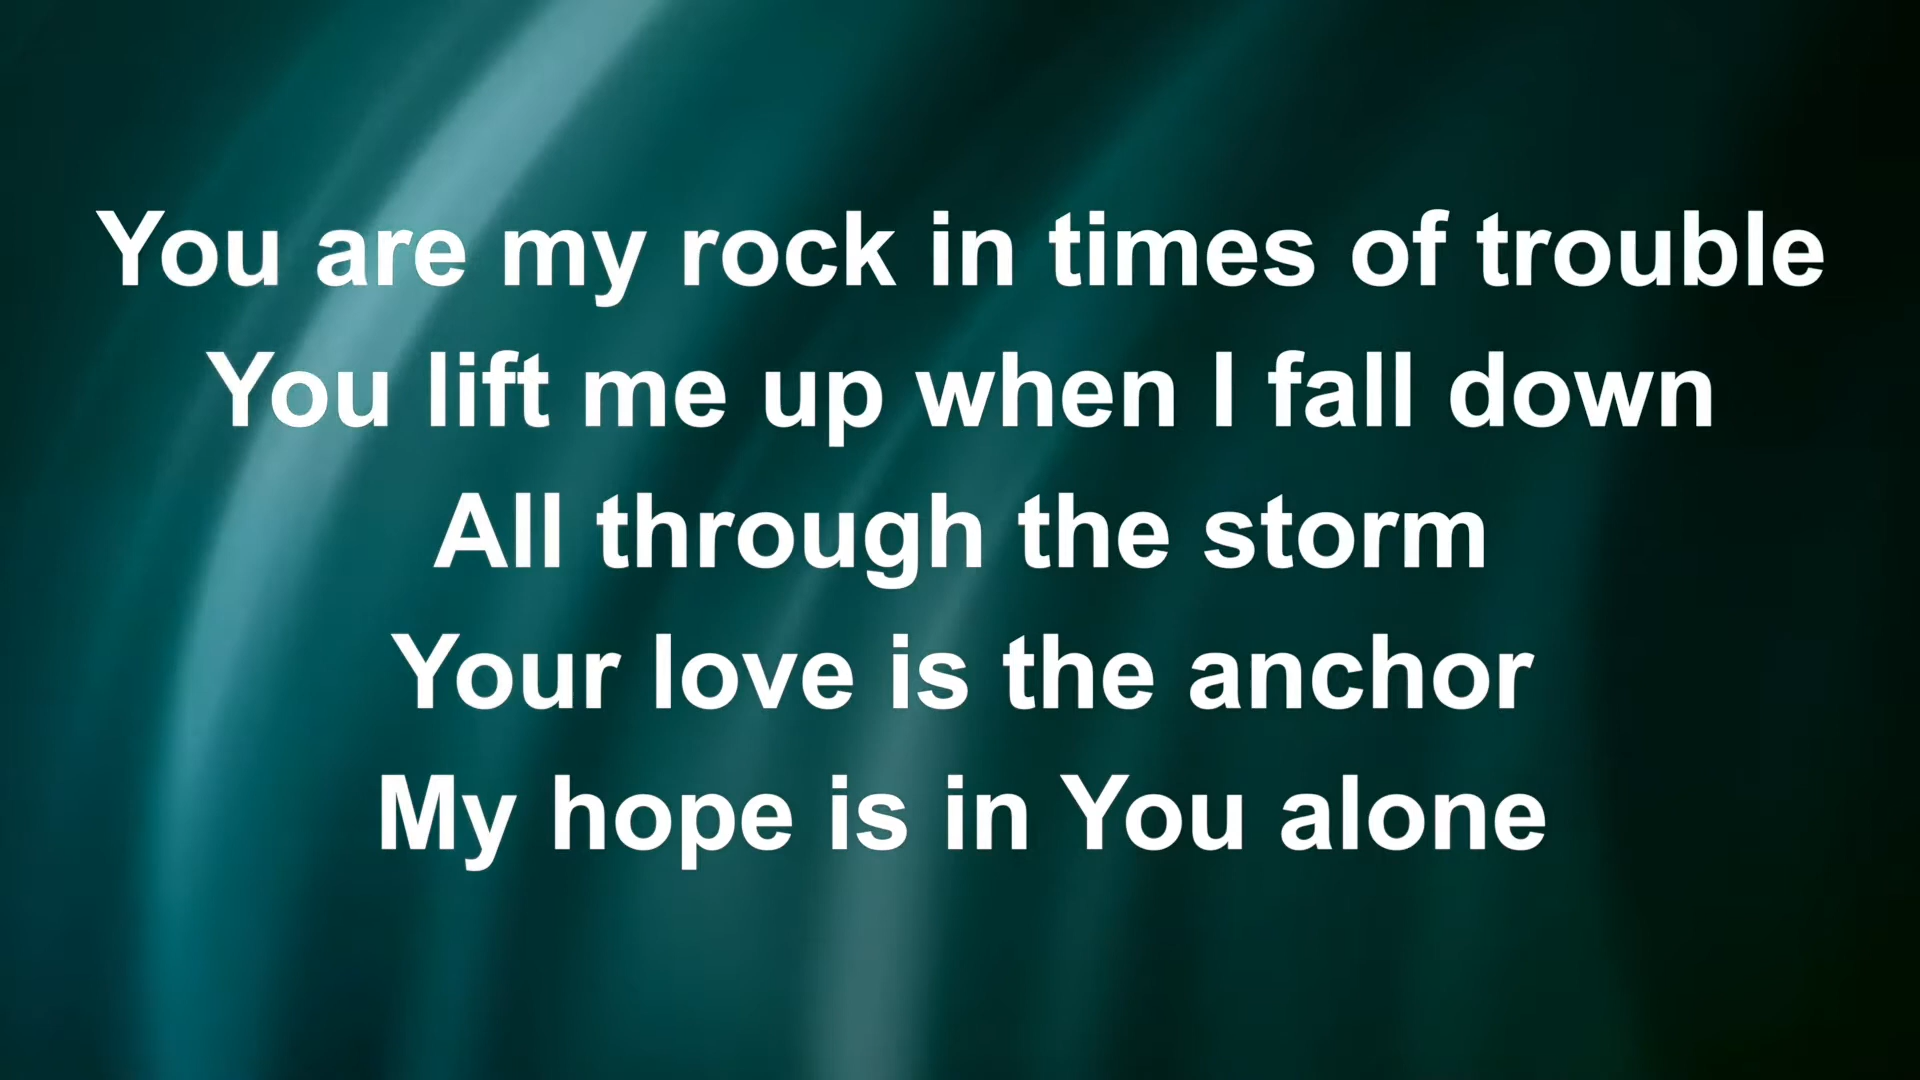 You are my rock in times of trouble
You lift me up when I fall down
All through the storm
Your love is the anchor
My hope is in You alone